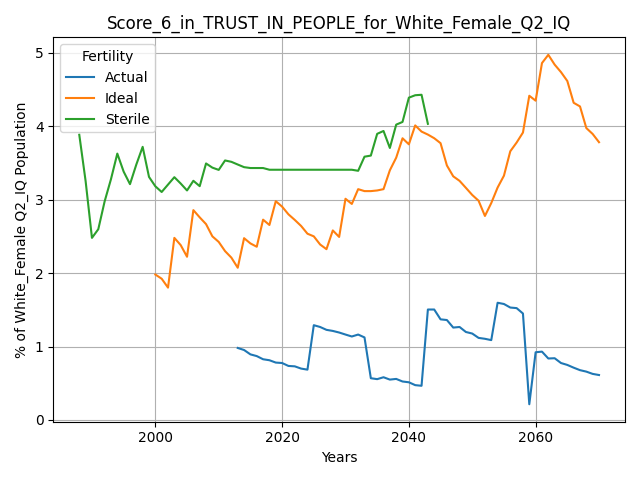 Score_6_in_TRUST_IN_PEOPLE_for_White_Female_Q2_IQ
Fertility
Actual
Ideal
Sterile
% of White_Female Q2_IQ Population
5
4
3
2
1
0
2000 2020 2040 2060
Years